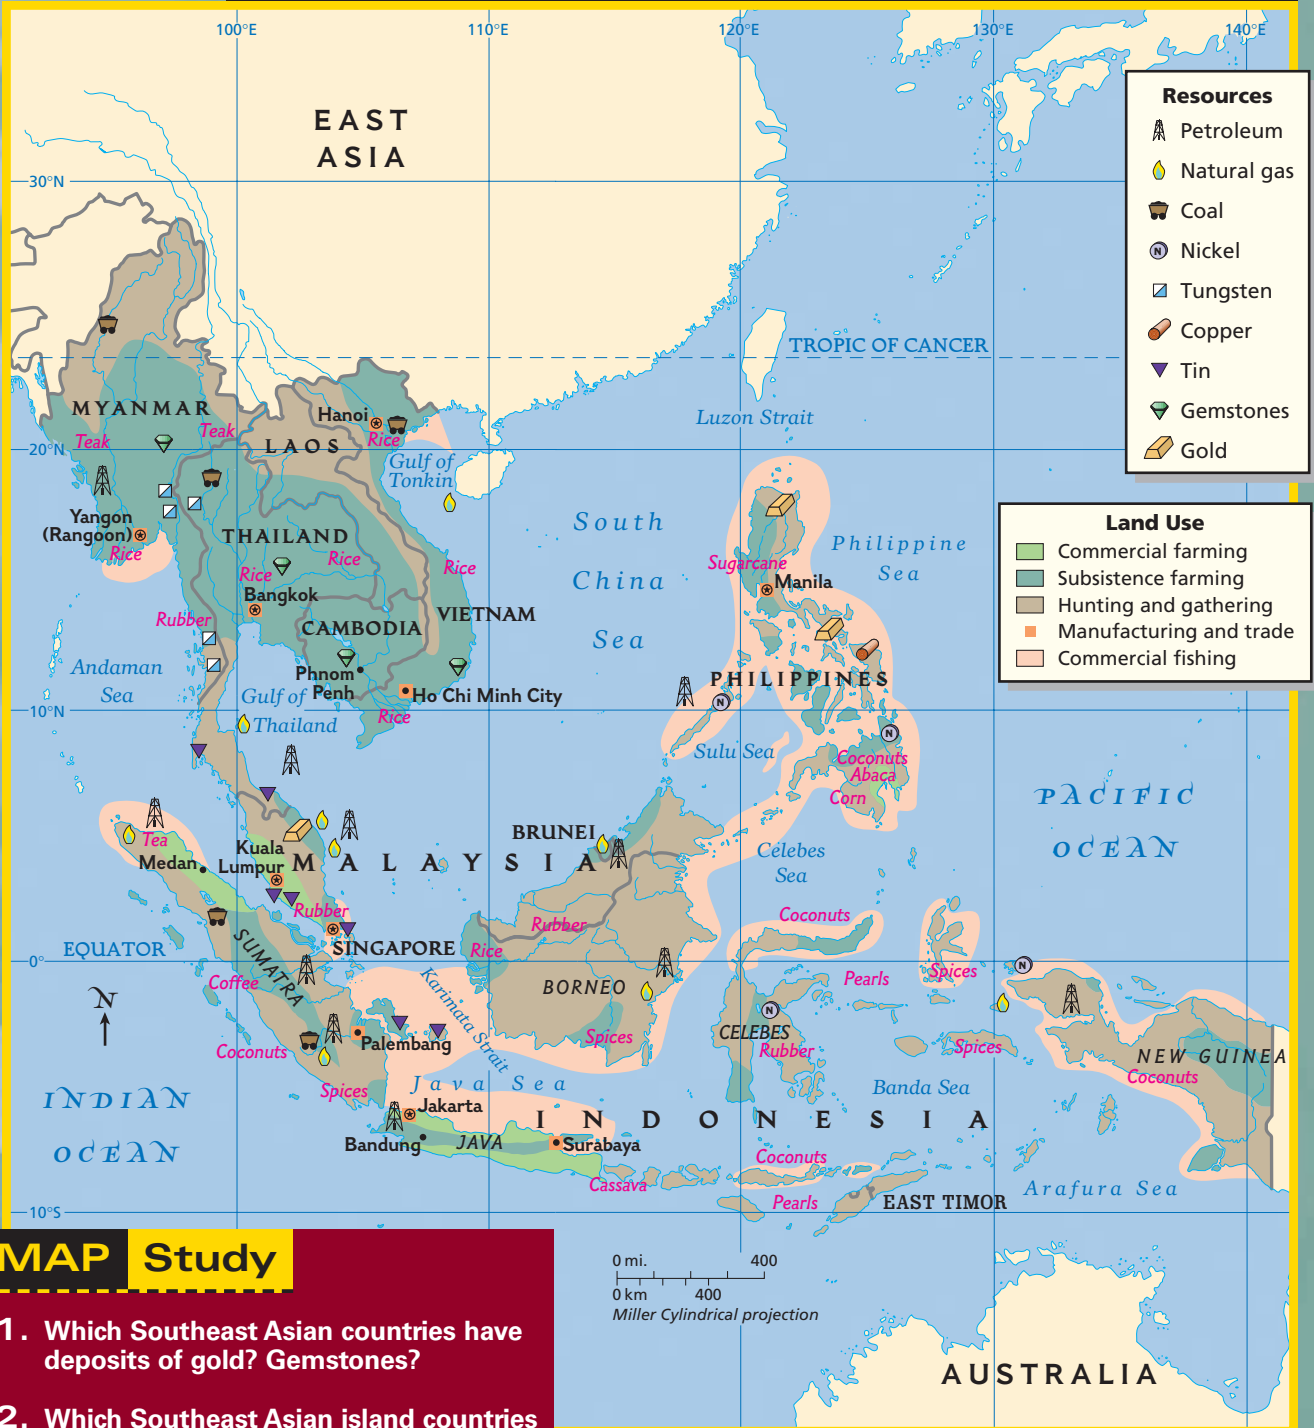 100°E
110°E
120°E
130°E
140°E
EAST
ASIA
30°N
TROPIC OF CANCER
Luzon Strait
MYANMAR
Teak
Teak
20°N
LAOS
Hanoi
Rice
Gulf of
Tonkin
Yangon
(Rangoon)
Rice
THAILAND
Rice
Rice
Rice
Bangkok
Rubber
VIETNAM
CAMBODIA
Phnom
Penh
Ho Chi Minh City
Rice
Andaman
Sea
Gulf of
Thailand
10°N
South
China
Sea
Philippine
Sea
Sugarcane
Manila
PHILIPPINES
N
N
Sulu Sea
Coconuts
Abaca
Corn
PACIFIC
OCEAN
Tea
Medan
Kuala
Lumpur
MALAYSIA
BRUNEI
Celebes
Sea
Rubber
SINGAPORE
Rubber
Rice
Coconuts
EQUATOR
0°
N
SUMATRA
Coffee
Karimata Strait
BORNEO
Pearls
Spices
N
N
CELEBES
Rubber
Spices
Spices
NEW GUINEA
Coconuts
Coconuts
Palembang
Spices
Java Sea
Banda Sea
INDIAN
OCEAN
Jakarta
Bandung
JAVA
Surabaya
INDONESIA
Cassava
Coconuts
Pearls
EAST TIMOR
Arafura Sea
10°S
0 mi.
400
0 km
400
Miller Cylindrical projection
AUSTRALIA
Resources
Petroleum
Natural gas
Coal
N Nickel
Tungsten
Copper
Tin
Gemstones
Gold
Land Use
Commercial farming
Subsistence farming
Hunting and gathering
Manufacturing and trade
Commercial fishing
MAP Study
1. Which Southeast Asian countries have
deposits of gold? Gemstones?
2. Which Southeast Asian island countries